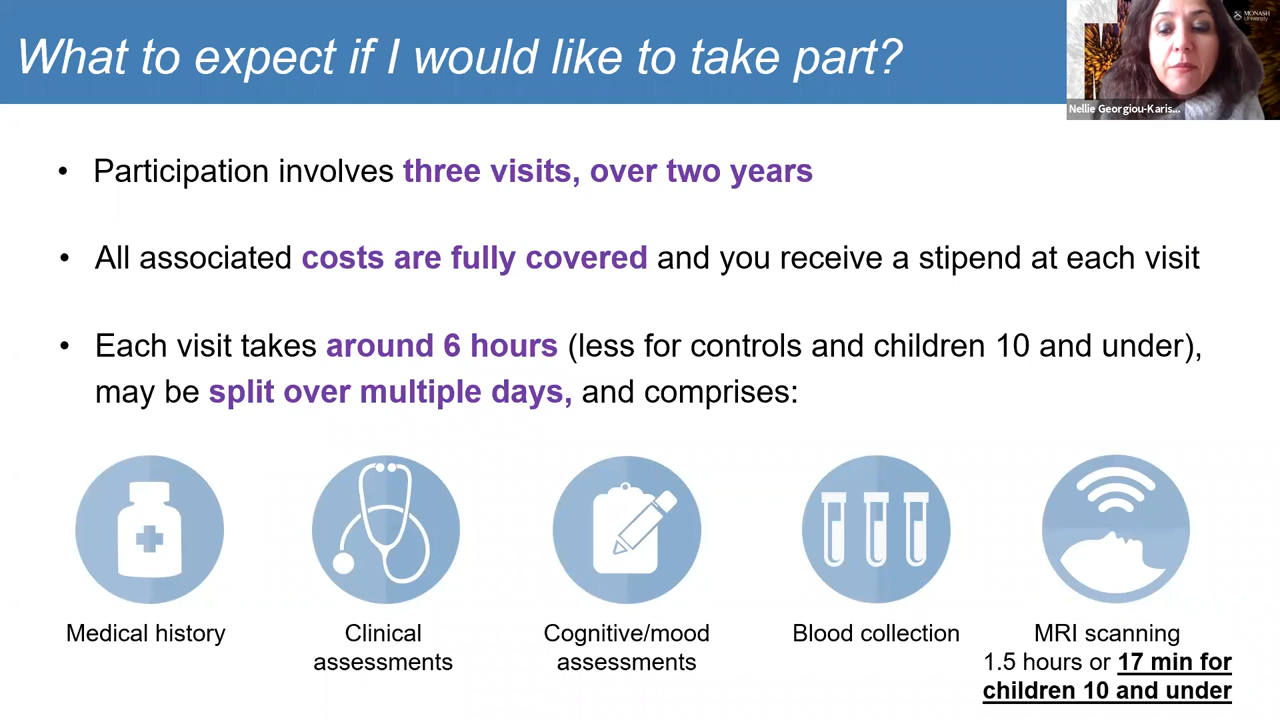 What to expect if I would like to take part?
MONASH
University
Nellie Georgiou-Karis...
• Participation involves three visits, over two years
• All associated costs are fully covered and you receive a stipend at each visit
• Each visit takes around 6 hours (less for controls and children 10 and under),
may be split over multiple days, and comprises:
Medical history
Clinical
assessments
Cognitive/mood
assessments
Blood collection
MRI scanning
1.5 hours or 17 min for
children 10 and under